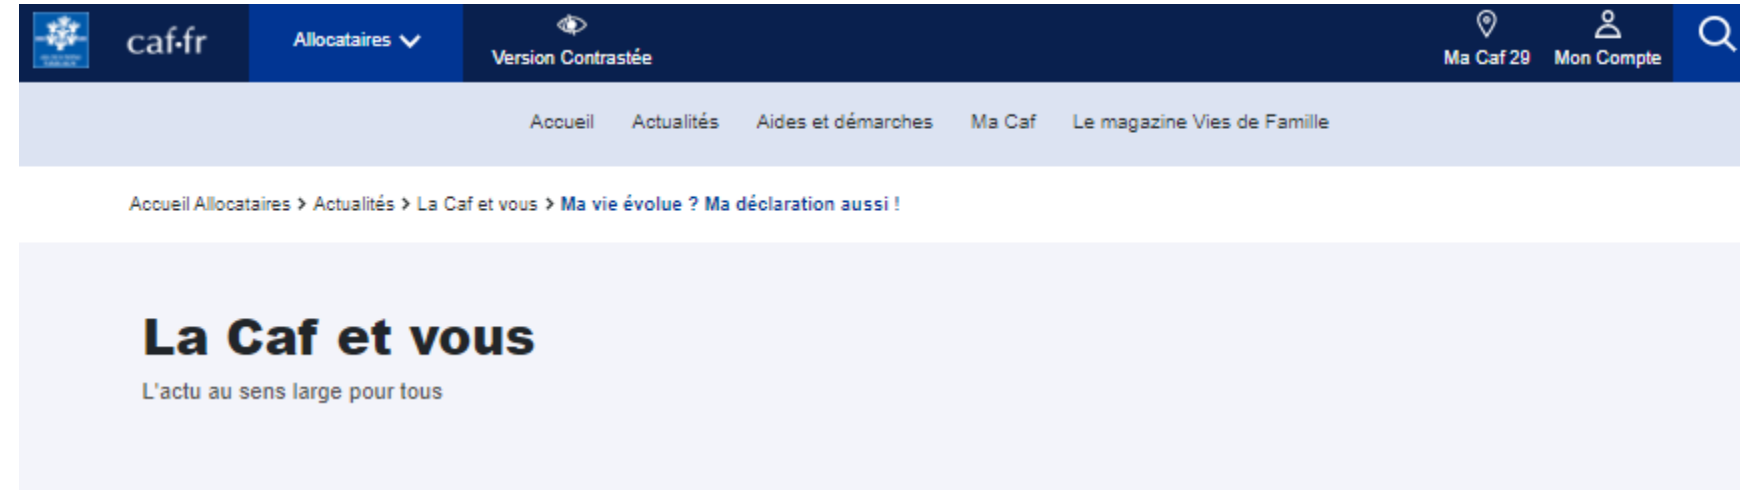 caf.fr
Allocataires
Version Contrastée
Ma Caf 29
Mon Compte
Accueil Actualités Aides et démarches Ma Caf Le magazine Vies de Famille
Accueil Allocataires > Actualités > La Caf et vous > Ma vie évolue ? Ma déclaration aussi !
La Caf et vous
L'actu au sens large pour tous